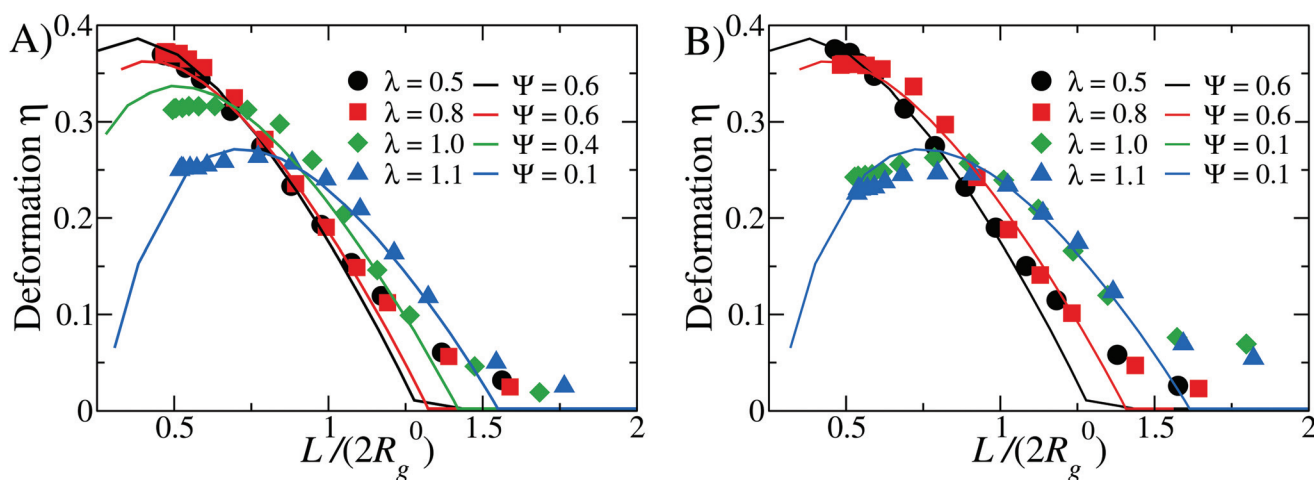 A)
Deformation η
0.4
0.3
0.2
0.1
0
λ = 0.5 Ψ = 0.6
λ = 0.8 Ψ = 0.6
λ = 1.0 Ψ = 0.4
λ = 1.1 Ψ = 0.1
0.5 1 1.5 2
L/(2R_g^0)
B)
Deformation η
0.4
0.3
0.2
0.1
0
λ = 0.5 Ψ = 0.6
λ = 0.8 Ψ = 0.6
λ = 1.0 Ψ = 0.1
λ = 1.1 Ψ = 0.1
0.5 1 1.5 2
L/(2R_g^0)